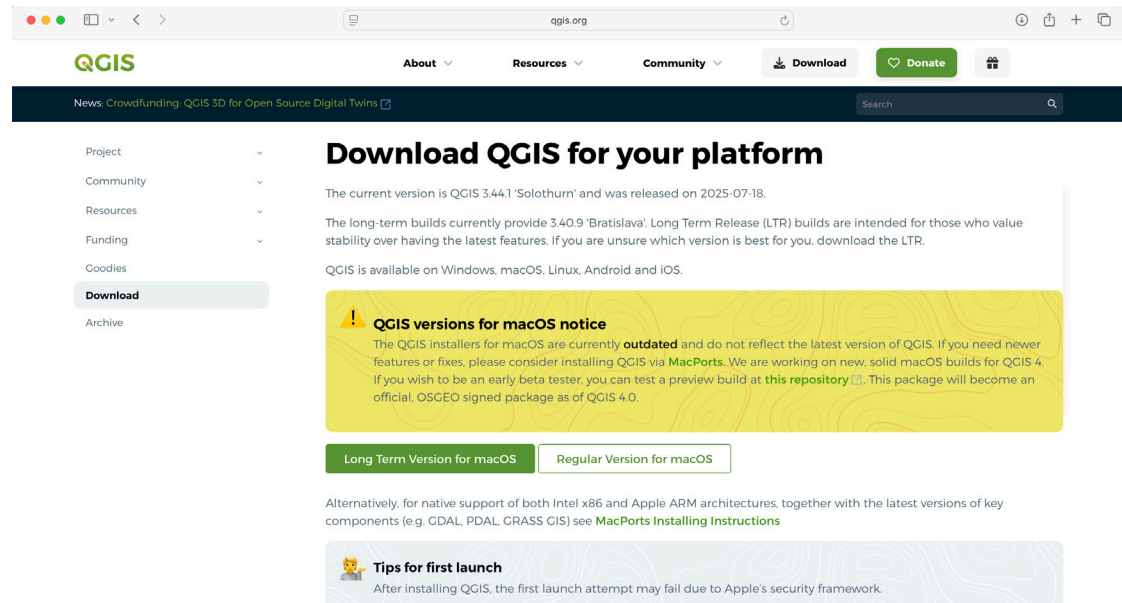 qgis.org
QGIS
About
Resources
Community
Download
Donate
News: Crowdfunding: QGIS 3D for Open Source Digital Twins
Search
Project
Community
Resources
Funding
Goodies
Download
Archive
Download QGIS for your platform
The current version is QGIS 3.44.1 'Solothurn' and was released on 2025-07-18.
The long-term builds currently provide 3.40.9 'Bratislava'. Long Term Release (LTR) builds are intended for those who value
stability over having the latest features. If you are unsure which version is best for you, download the LTR.
QGIS is available on Windows, macOS, Linux, Android and iOS.
QGIS versions for macOS notice
The QGIS installers for macOS are currently outdated and do not reflect the latest version of QGIS. If you need newer
features or fixes, please consider installing QGIS via MacPorts. We are working on new, solid macOS builds for QGIS 4.
If you wish to be an early beta tester, you can test a preview build at this repository. This package will become an
official, OSGEO signed package as of QGIS 4.0.
Long Term Version for macOS
Regular Version for macOS
Alternatively, for native support of both Intel x86 and Apple ARM architectures, together with the latest versions of key
components (e.g. GDAL, PDAL, GRASS GIS) see MacPorts Installing Instructions
Tips for first launch
After installing QGIS, the first launch attempt may fail due to Apple's security framework.